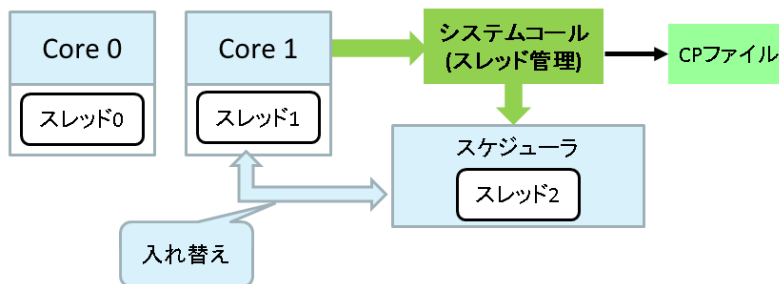 Core 0
Core 1
システムコール
(スレッド管理)
CPファイル
スレッド0
スレッド1
スケジューラ
スレッド2
入れ替え